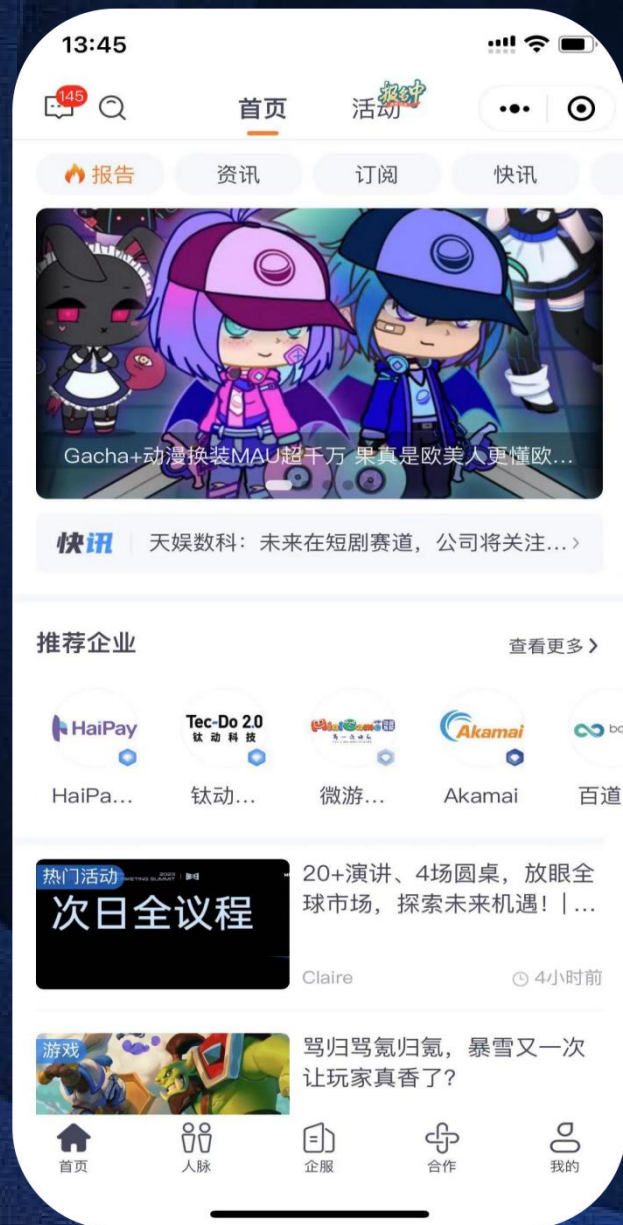 13:45
145
首页
活动
报名中
报告
资讯
订阅
快讯
Gacha+动漫换装MAU超千万 果真是欧美人更懂欧...
快讯
天娱数科：未来在短剧赛道，公司将关注...
推荐企业
查看更多
HaiPay
Tec-Do 2.0
钛动科技
Akamai
HaiPa...
钛动...
微游...
Akamai
百道
热门活动
2023
次日全议程
20+演讲、4场圆桌，放眼全
球市场，探索未来机遇！|...
Claire
4小时前
游戏
骂归骂氪归氪，暴雪又一次
让玩家真香了？
首页
人脉
企服
合作
我的